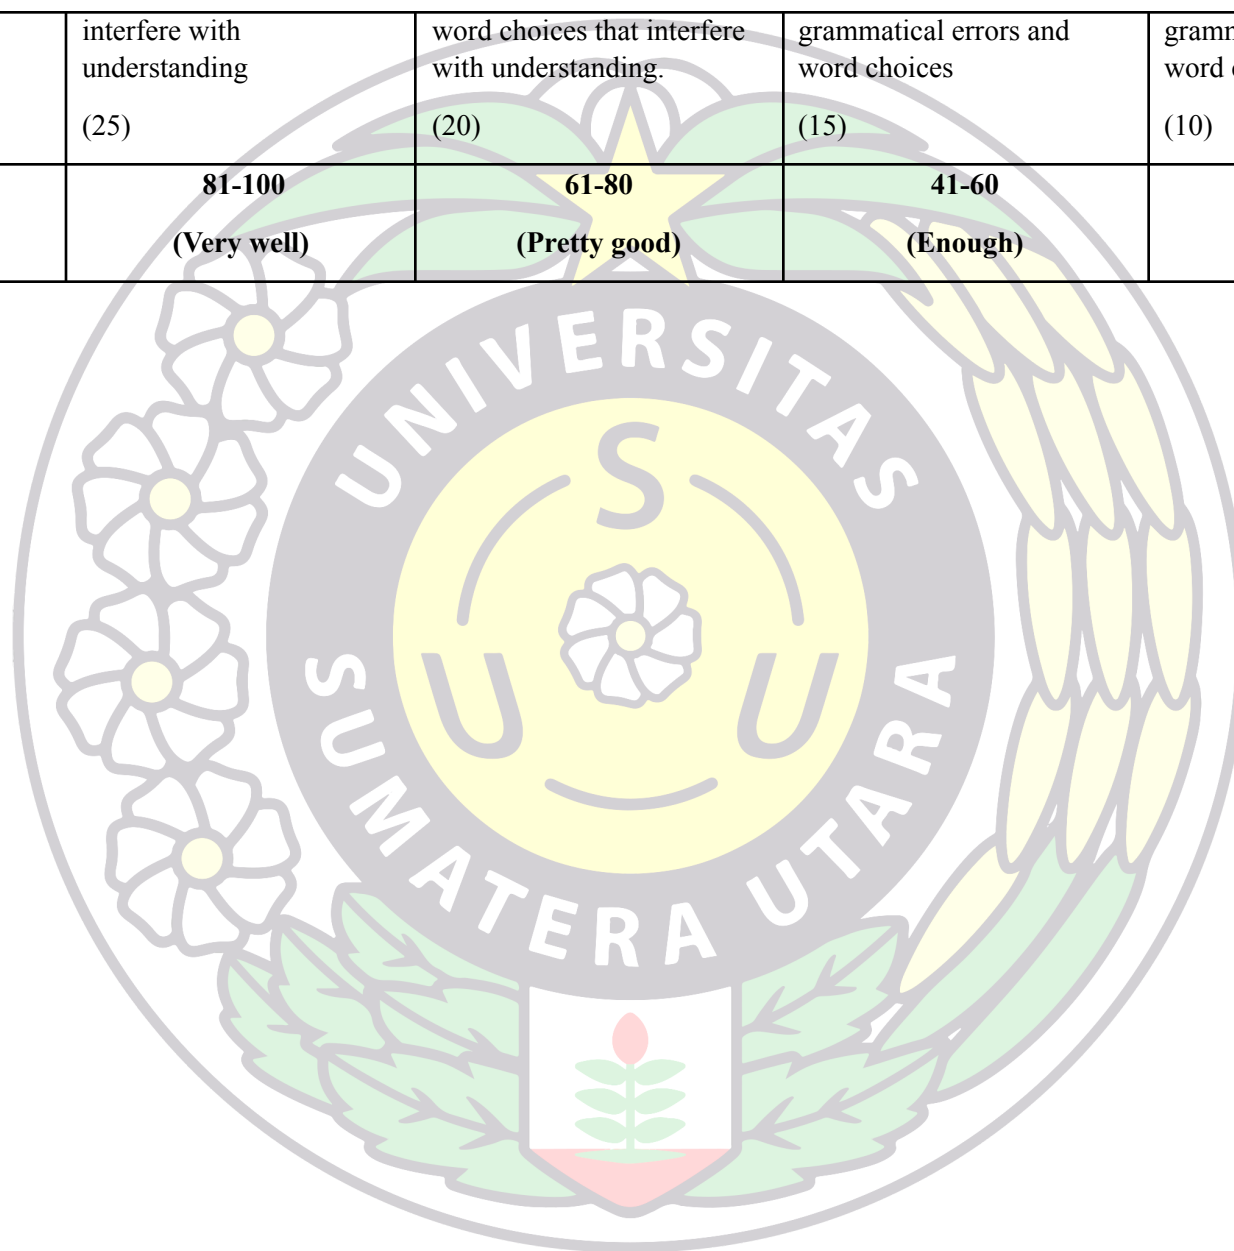 interfere with
understanding
(25)
word choices that interfere
with understanding.
(20)
grammatical errors and
word choices
(15)
word
(10)
81-100
(Very well)
61-80
(Pretty good)
41-60
(Enough)
UNIVERSITAS
SUMATERA UTARA
S
U U